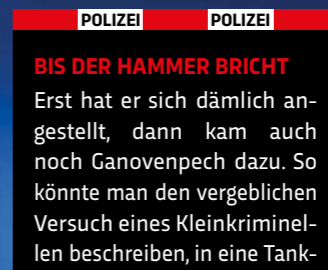 POLIZEI POLIZEI
BIS DER HAMMER BRICHT
Erst hat er sich dämlich an-
gestellt, dann kam auch
noch Ganovenpech dazu. So
könnte man den vergeblichen
Versuch eines Kleinkriminel-
len beschreiben, in eine Tank-